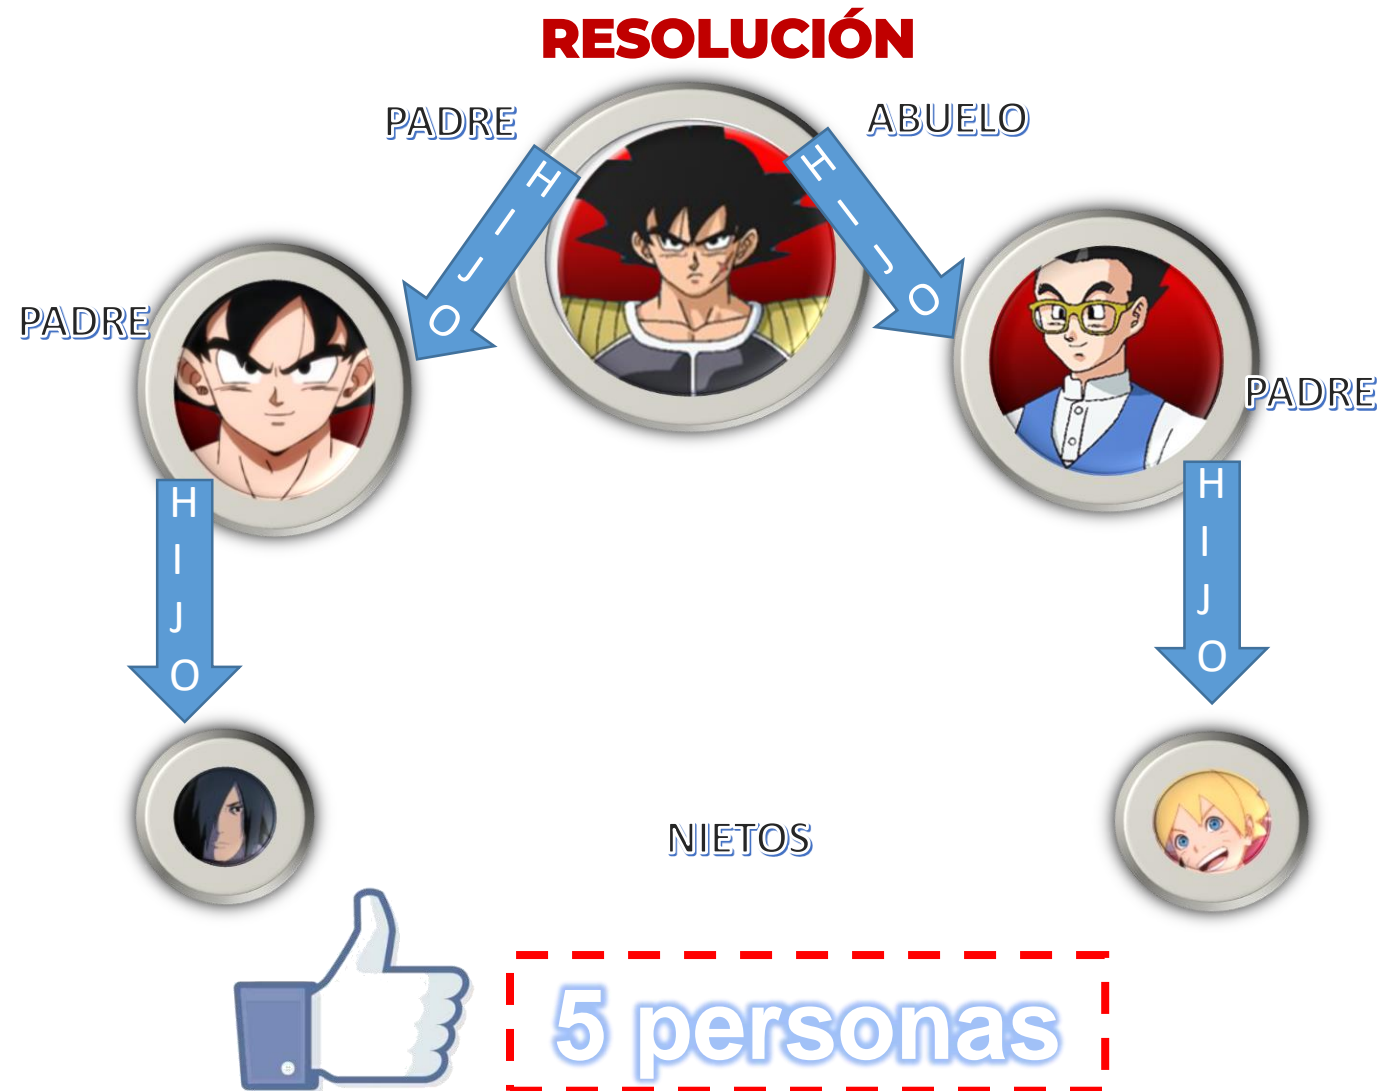 RESOLUCIÓN
PADRE
ABUELO
HIJO
HIJO
PADRE
PADRE
HIJO
HIJO
NIETOS
5 personas